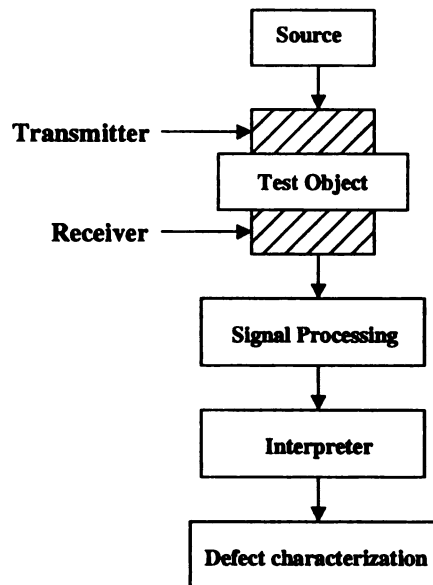 Source
Transmitter
Test Object
Receiver
Signal Processing
Interpreter
Defect characterization